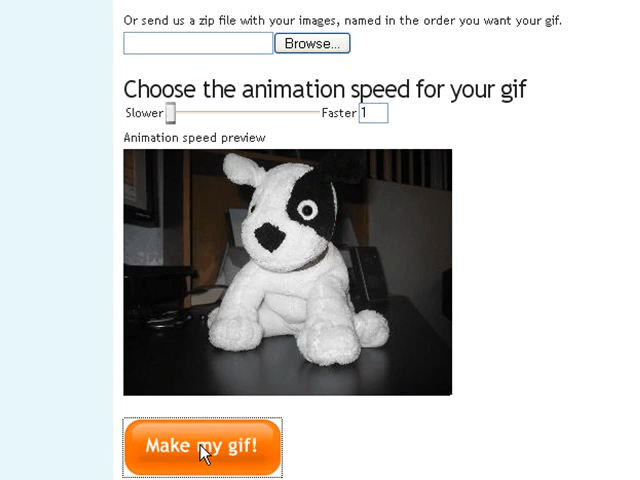 Or send us a zip file with your images, named in the order you want your gif.
Browse...
Choose the animation speed for your gif
Slower Faster 1
Animation speed preview
Make my gif!